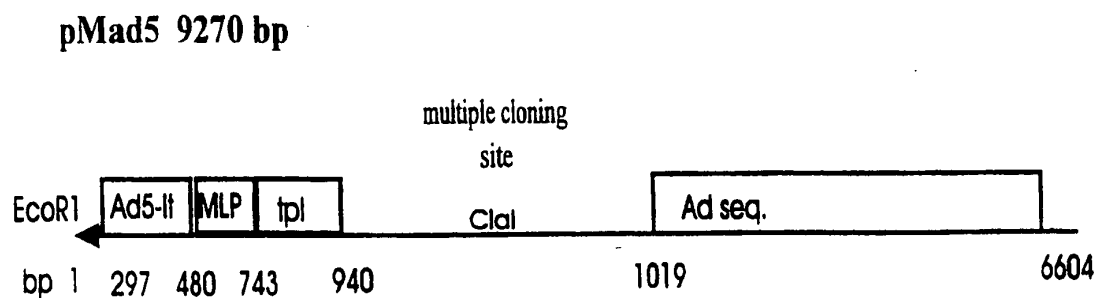 pMad5 9270 bp
multiple cloning
site
EcoR1 Ad5-It MLP tpl ClaI Ad seq.
bp 1 297 480 743 940 1019 6604